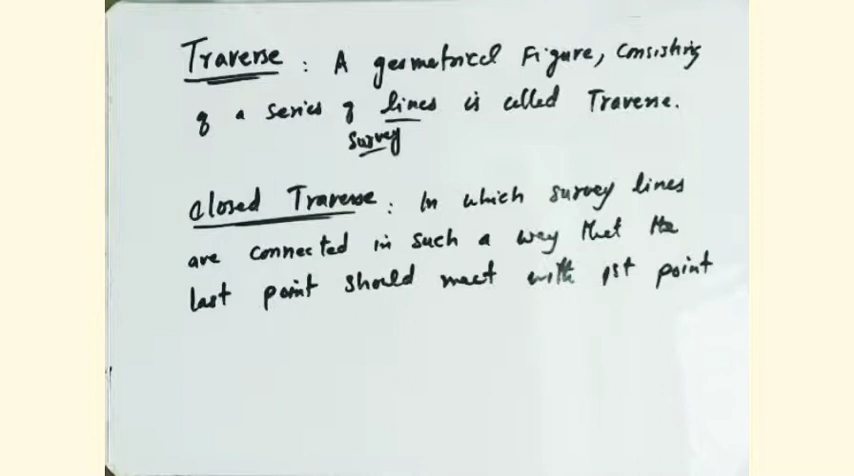 Traverse : A geometrical Figure, Consisting
of a series of lines is called Traverse.
survey
closed Traverse : In which survey lines
are connected in such a way that the
last point should meet with 1st point